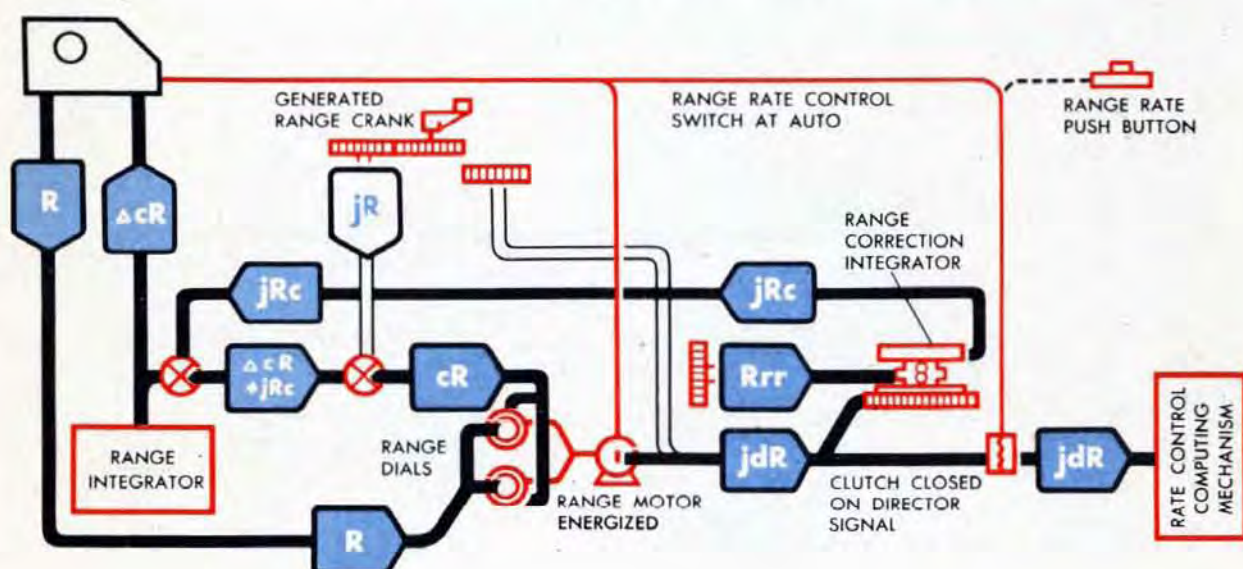 GENERATED
RANGE CRANK
RANGE RATE CONTROL
SWITCH AT AUTO
RANGE RATE
PUSH BUTTON
R
ΔcR
jR
RANGE
CORRECTION
INTEGRATOR
jRc
jRc
ΔcR
+jRc
cR
Rrr
RANGE
INTEGRATOR
RANGE
DIALS
jdR
jdR
RANGE MOTOR
ENERGIZED
CLUTCH CLOSED
ON DIRECTOR
SIGNAL
RATE CONTROL
COMPUTING
MECHANISM
R